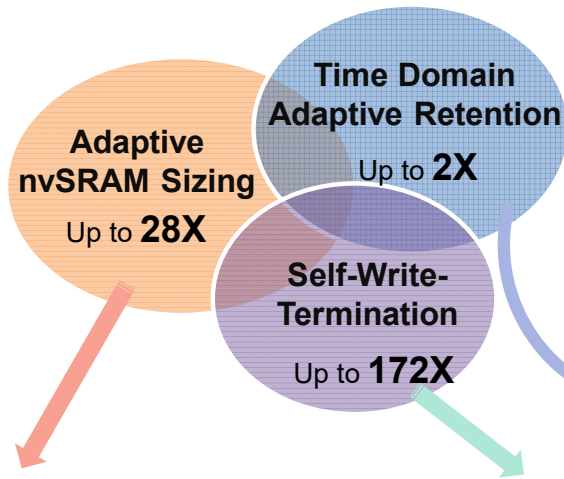 Time Domain
Adaptive Retention
Up to 2X
Adaptive
nvSRAM Sizing
Up to 28X
Self-Write-
Termination
Up to 172X